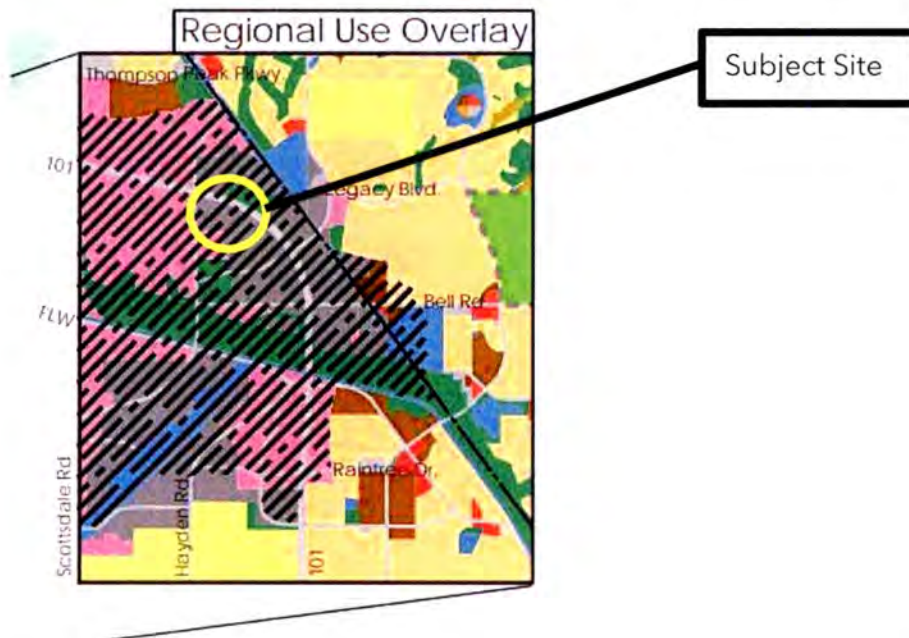 Regional Use Overlay
Subject Site
Thompson Peak Pkwy.
101
Legacy Blvd.
Bell Rd
FLW
Raintree Dr.
Scottsdale Rd
Hayden Rd
101